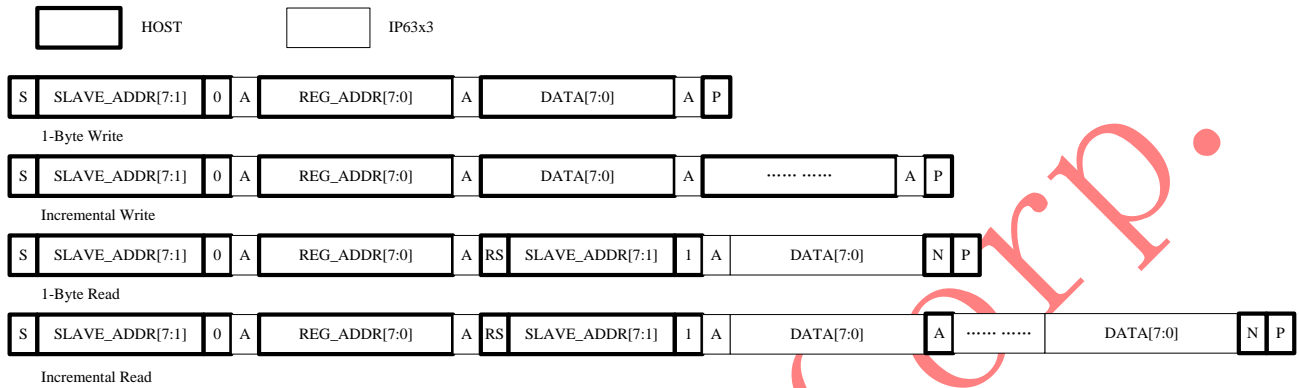 HOST IP63x3
S SLAVE_ADDR[7:1] 0 A REG_ADDR[7:0] A DATA[7:0] A P
1-Byte Write
S SLAVE_ADDR[7:1] 0 A REG_ADDR[7:0] A DATA[7:0] A ...... ...... A P
Incremental Write
S SLAVE_ADDR[7:1] 0 A REG_ADDR[7:0] A RS SLAVE_ADDR[7:1] 1 A DATA[7:0] N P
1-Byte Read
S SLAVE_ADDR[7:1] 0 A REG_ADDR[7:0] A RS SLAVE_ADDR[7:1] 1 A DATA[7:0] A ...... ...... DATA[7:0] N P
Incremental Read
orp.